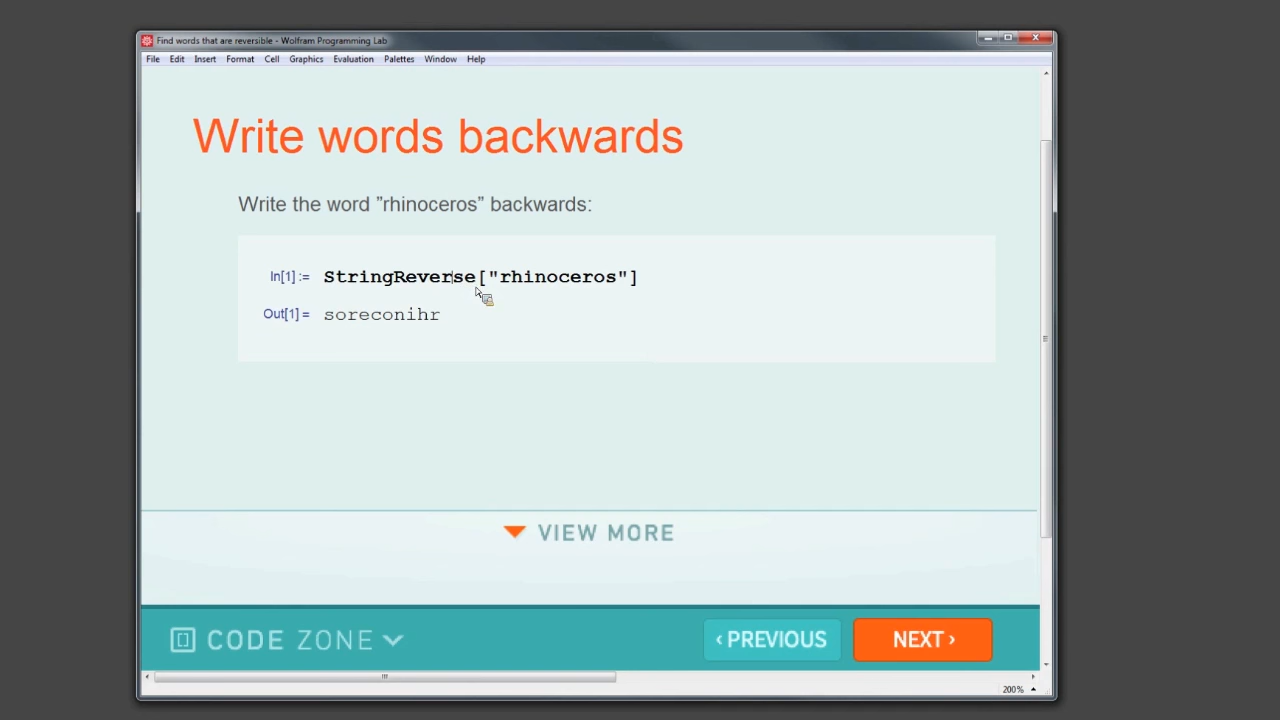 Find words that are reversible - Wolfram Programming Lab
File Edit Insert Format Cell Graphics Evaluation Palettes Window Help
Write words backwards
Write the word ”rhinoceros” backwards:
In[1]:= StringReverse["rhinoceros"]
Out[1]= soreconihr
VIEW MORE
[] CODE ZONE
‹ PREVIOUS
NEXT ›
200%